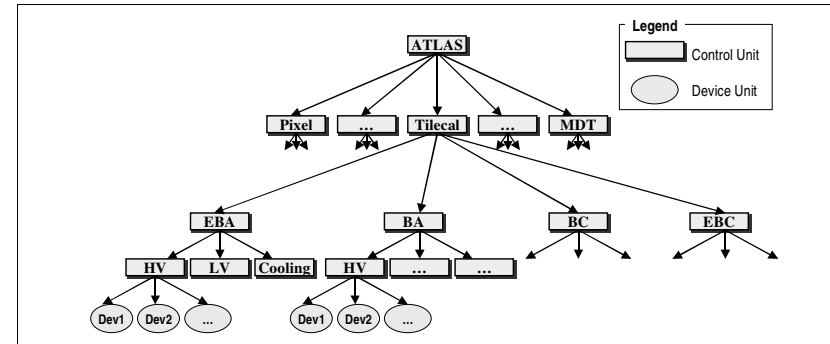 Legend
Control Unit
Device Unit
ATLAS
Pixel ... Tilecal ... MDT
EBA BA BC EBC
HV LV Cooling HV ... ...
Dev1 Dev2 ... Dev1 Dev2 ...